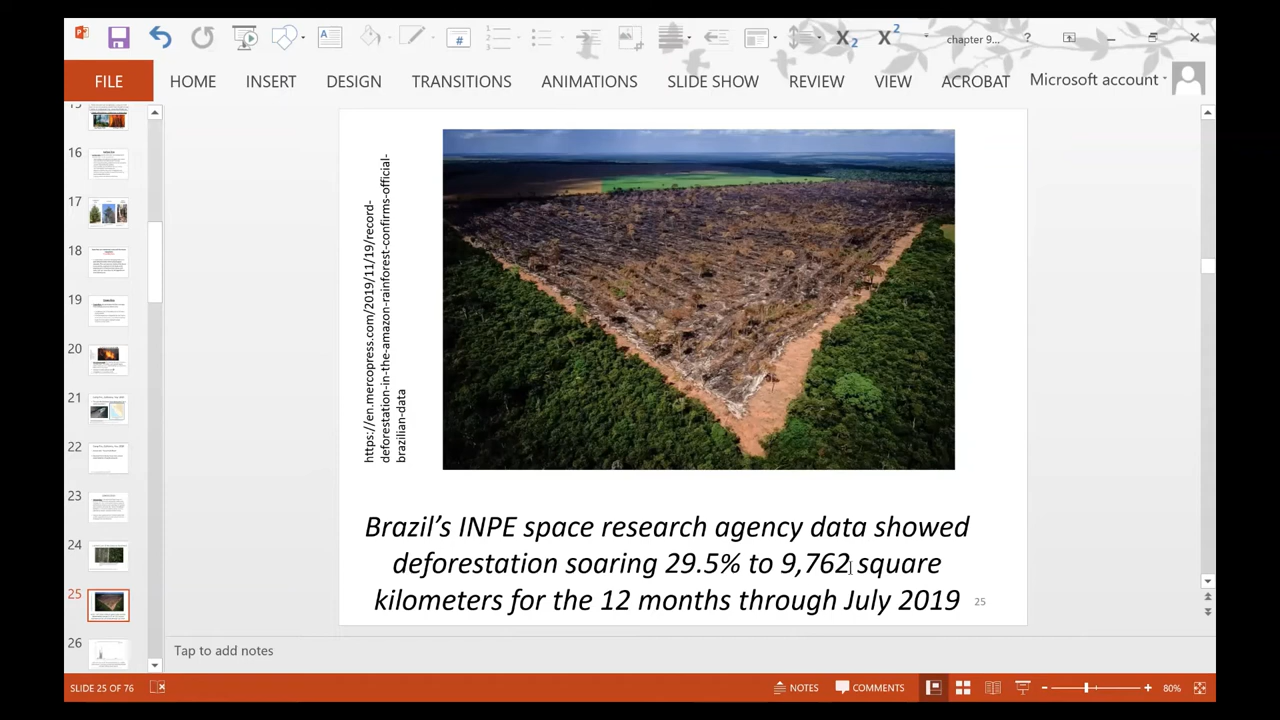 chapter 9...
?
FILE
HOME
INSERT
DESIGN
TRANSITIONS
ANIMATIONS
SLIDE SHOW
REVIEW
VIEW
ACROBAT
Microsoft account
15
16
17
18
19
20
21
22
23
24
25
26
https://en.mercopress.com/2019/11/19/record-
deforestation-in-the-amazon-rainfest-confirms-official-
brazilian-data
Brazil’s INPE space research agency data showed
deforestation soaring 29.5% to 9,762 square
kilometers for the 12 months through July 2019
25
Tap to add notes
SLIDE 25 OF 76
NOTES
COMMENTS
80%